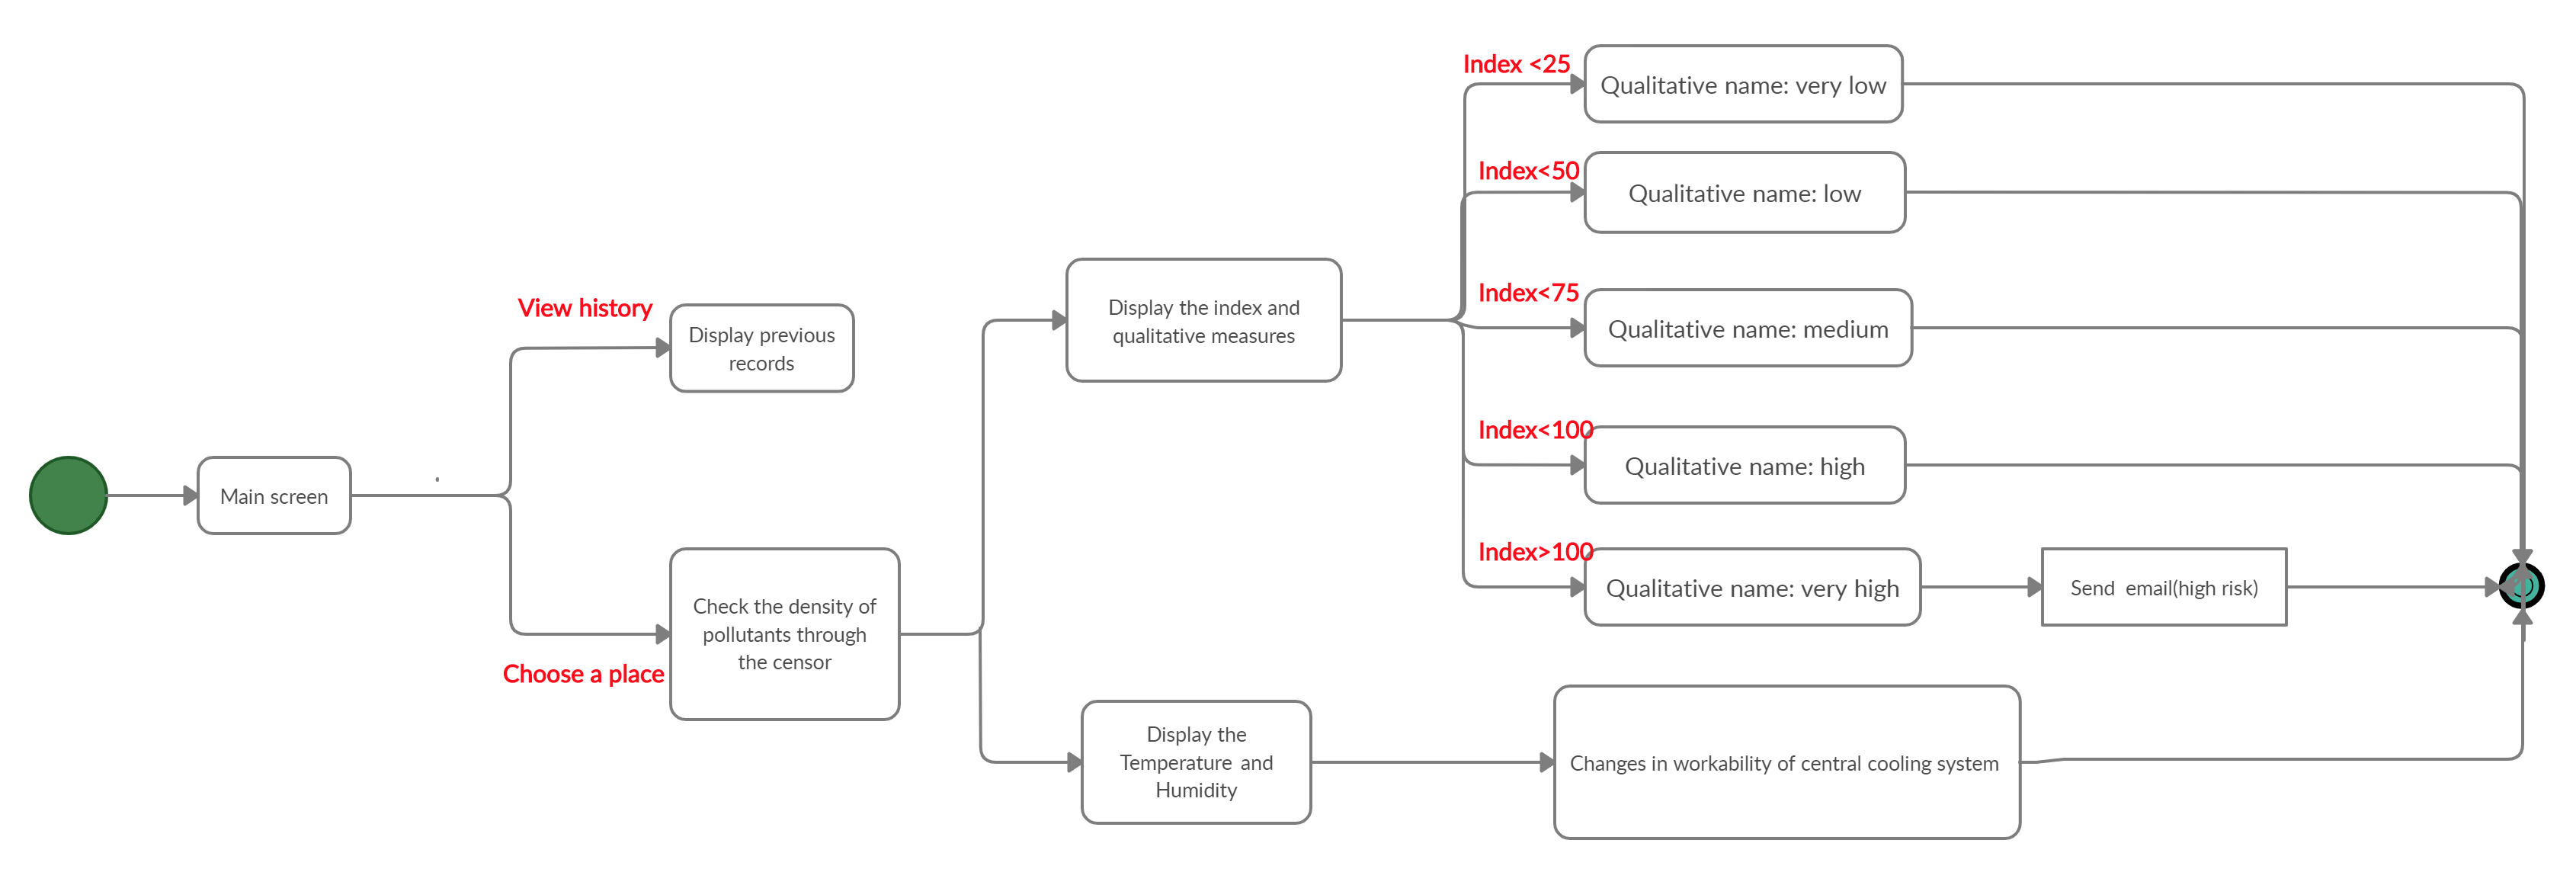 Main screen
View history
Display previous
records
Choose a place
Check the density of
pollutants through
the censor
Display the index and
qualitative measures
Index <25
Qualitative name: very low
Index<50
Qualitative name: low
Index<75
Qualitative name: medium
Index<100
Qualitative name: high
Index>100
Qualitative name: very high
Send  email(high risk)
Display the
Temperature  and
Humidity
Changes in workability of central cooling system